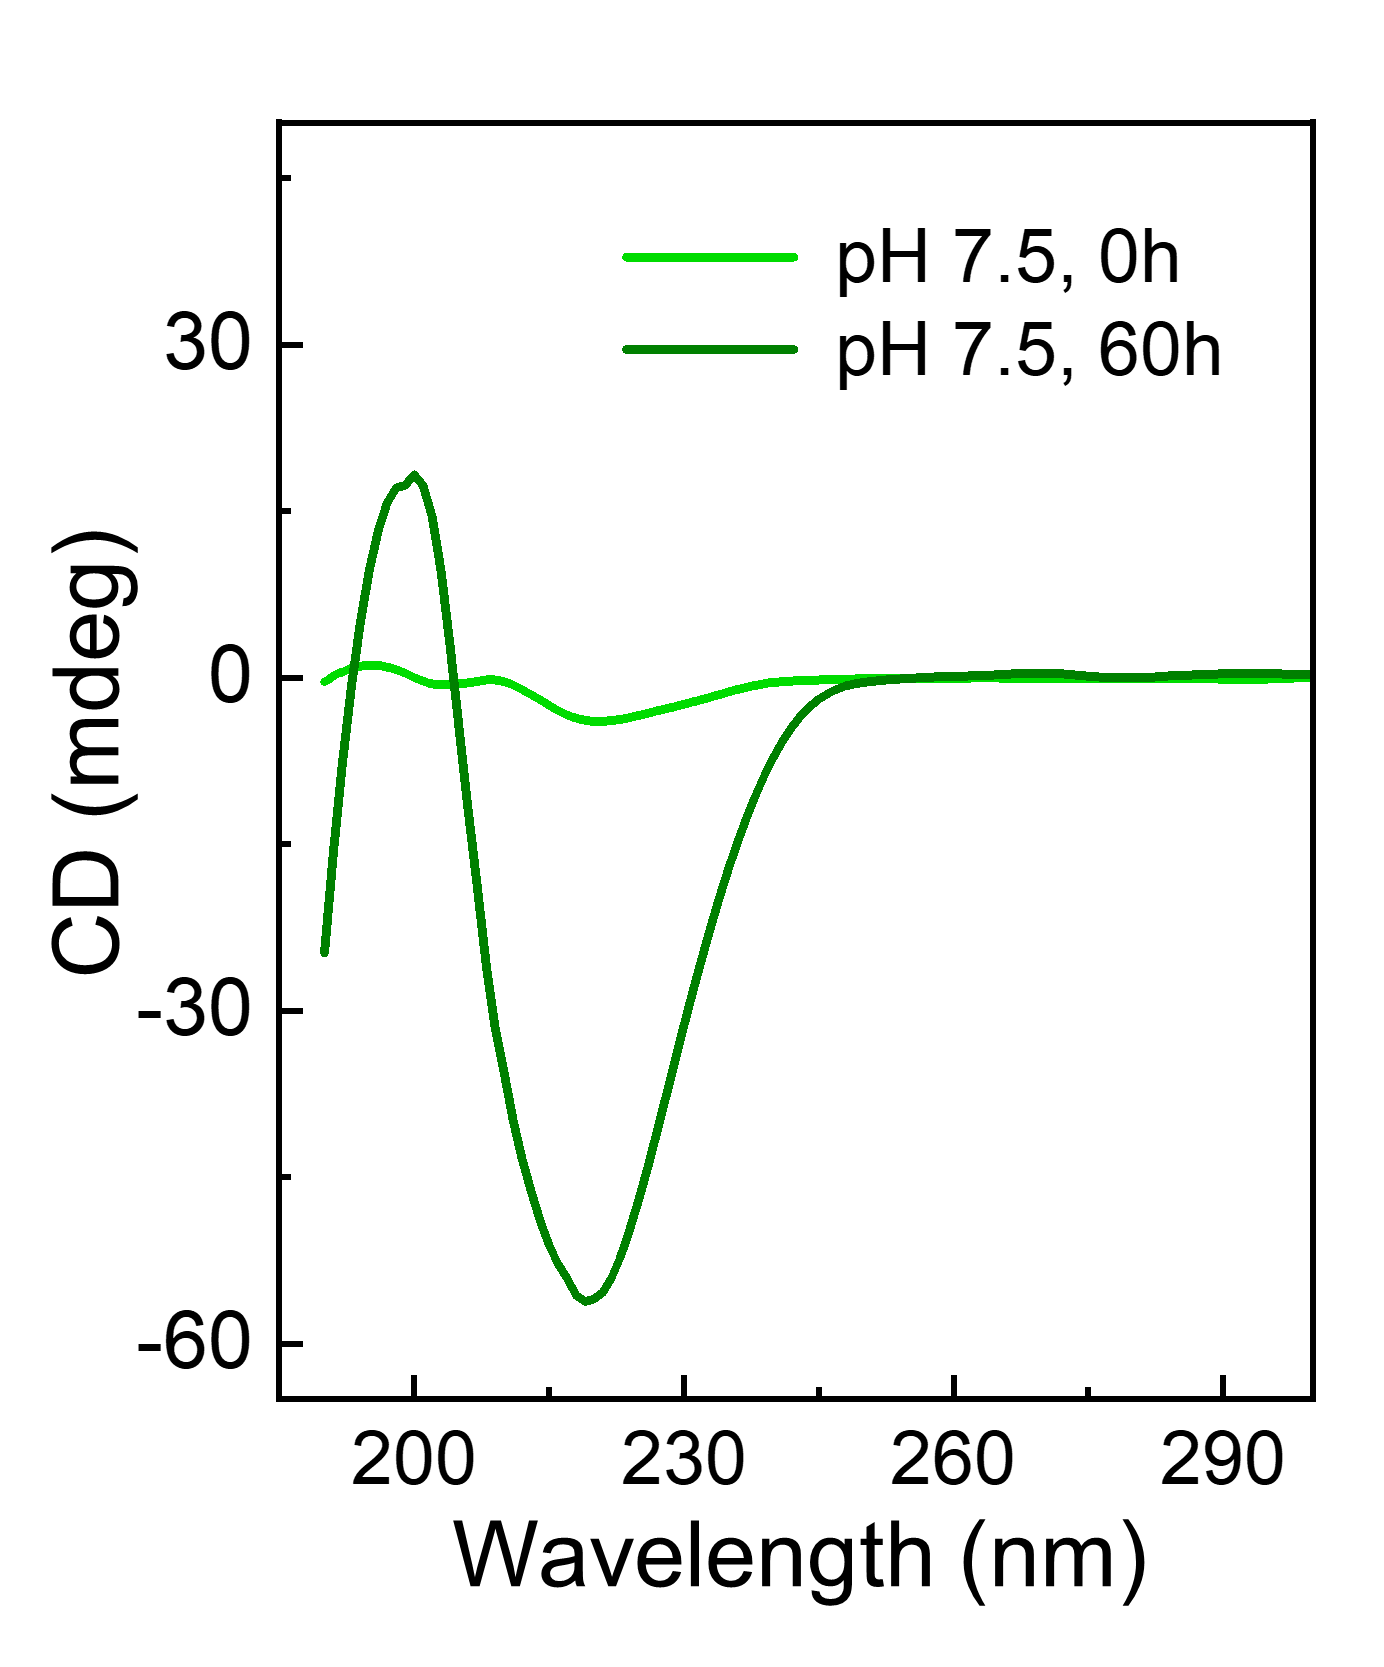 pH 7.5, 0h
pH 7.5, 60h
30
0
-30
-60
CD (mdeg)
200 230 260 290
Wavelength (nm)